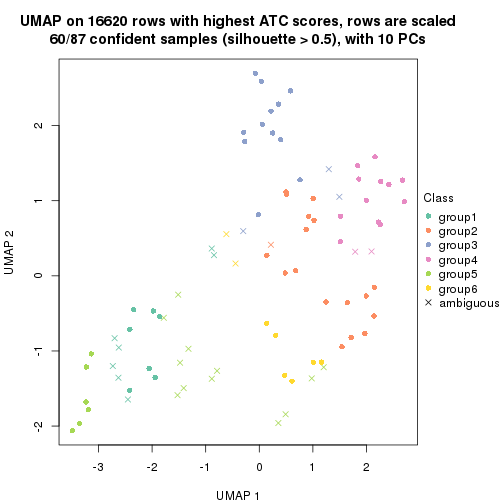 UMAP on 16620 rows with highest ATC scores, rows are scaled
60/87 confident samples (silhouette > 0.5), with 10 PCs
UMAP 2
2
1
0
-1
-2
-3
-2
-1
0
1
2
UMAP 1
Class
group1
group2
group3
group4
group5
group6
ambiguous